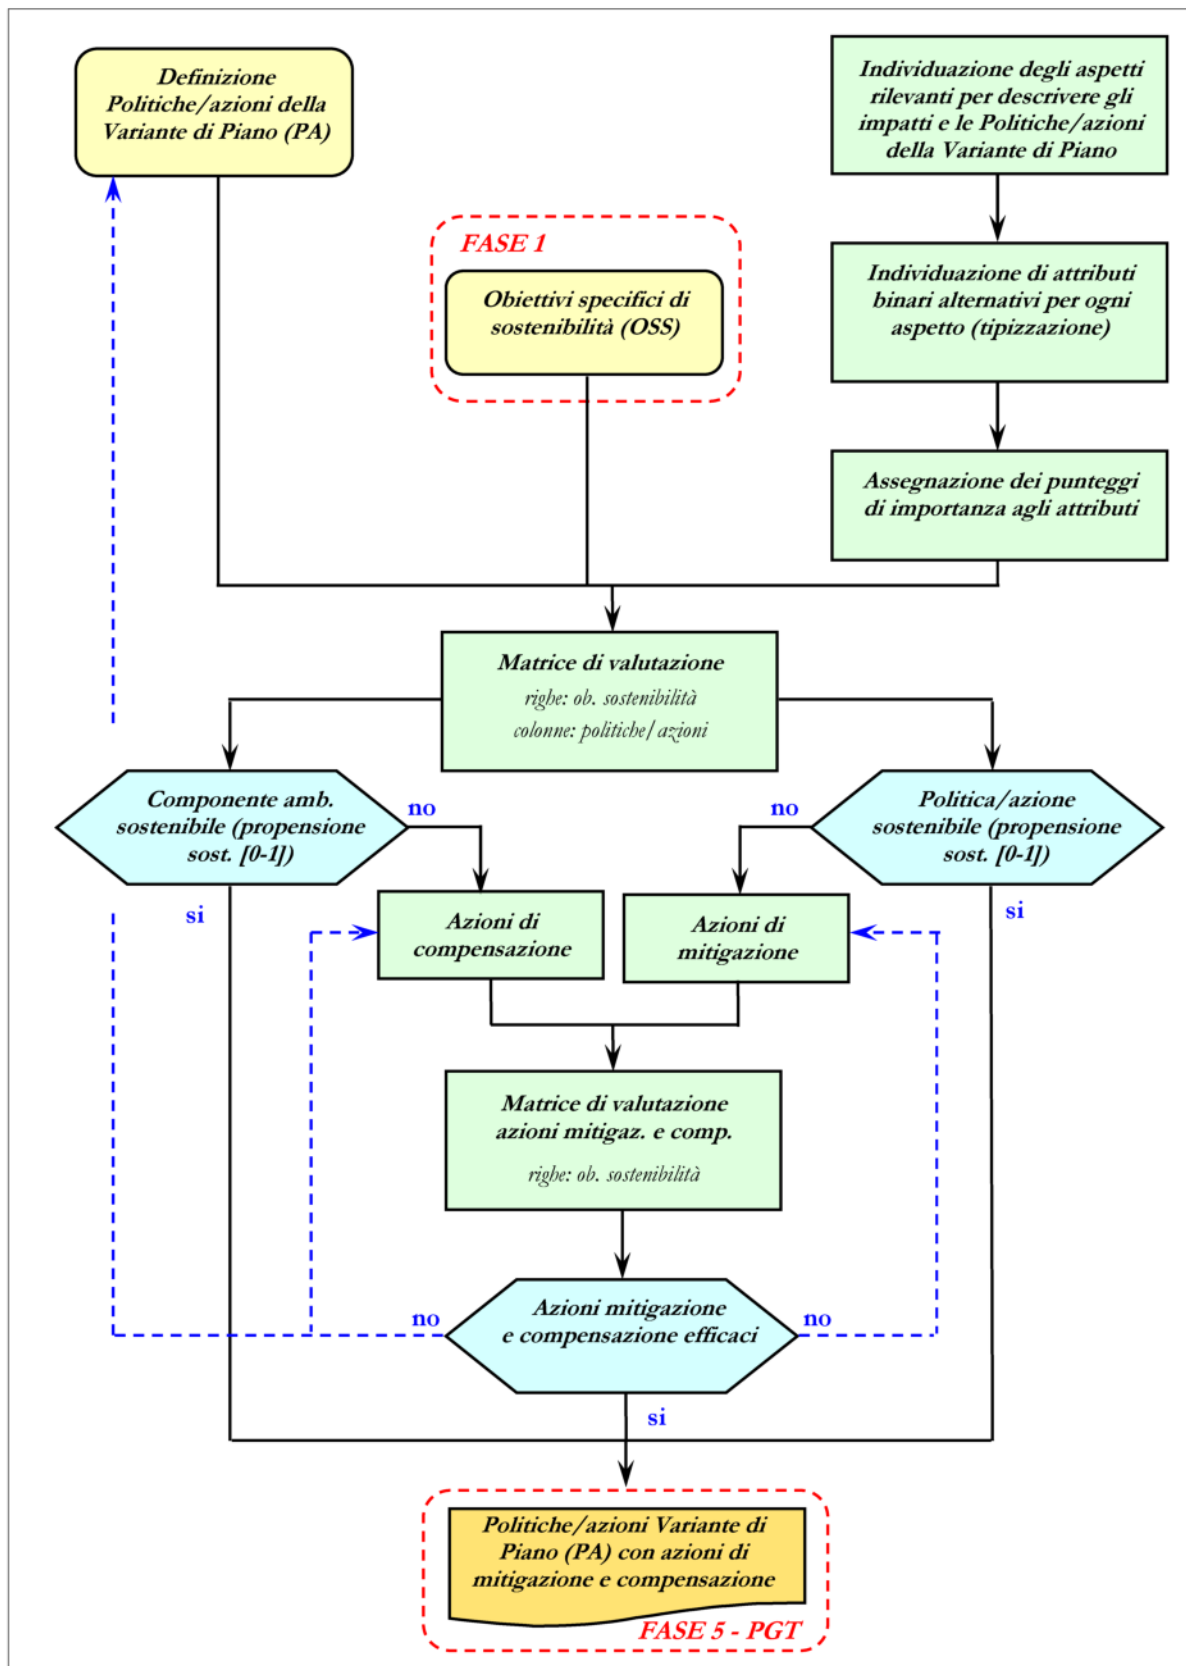 Definizione
Politiche/azioni della
Variante di Piano (PA)
Individuazione degli aspetti
rilevanti per descrivere gli
impatti e le Politiche/azioni
della Variante di Piano
FASE 1
Obiettivi specifici di
sostenibilità (OSS)
Individuazione di attributi
binari alternativi per ogni
aspetto (tipizzazione)
Assegnazione dei punteggi
di importanza agli attributi
Matrice di valutazione
righe: ob. sostenibilità
colonne: politiche/azioni
Componente amb.
sostenibile (propensione
sost. [0-1])
no
no
Politica/azione
sostenibile (propensione
sost. [0-1])
si
si
Azioni di
compensazione
Azioni di
mitigazione
Matrice di valutazione
azioni mitigaz. e comp.
righe: ob. sostenibilità
no
Azioni mitigazione
e compensazione efficaci
no
si
Politiche/azioni Variante di
Piano (PA) con azioni di
mitigazione e compensazione
FASE 5 - PGT